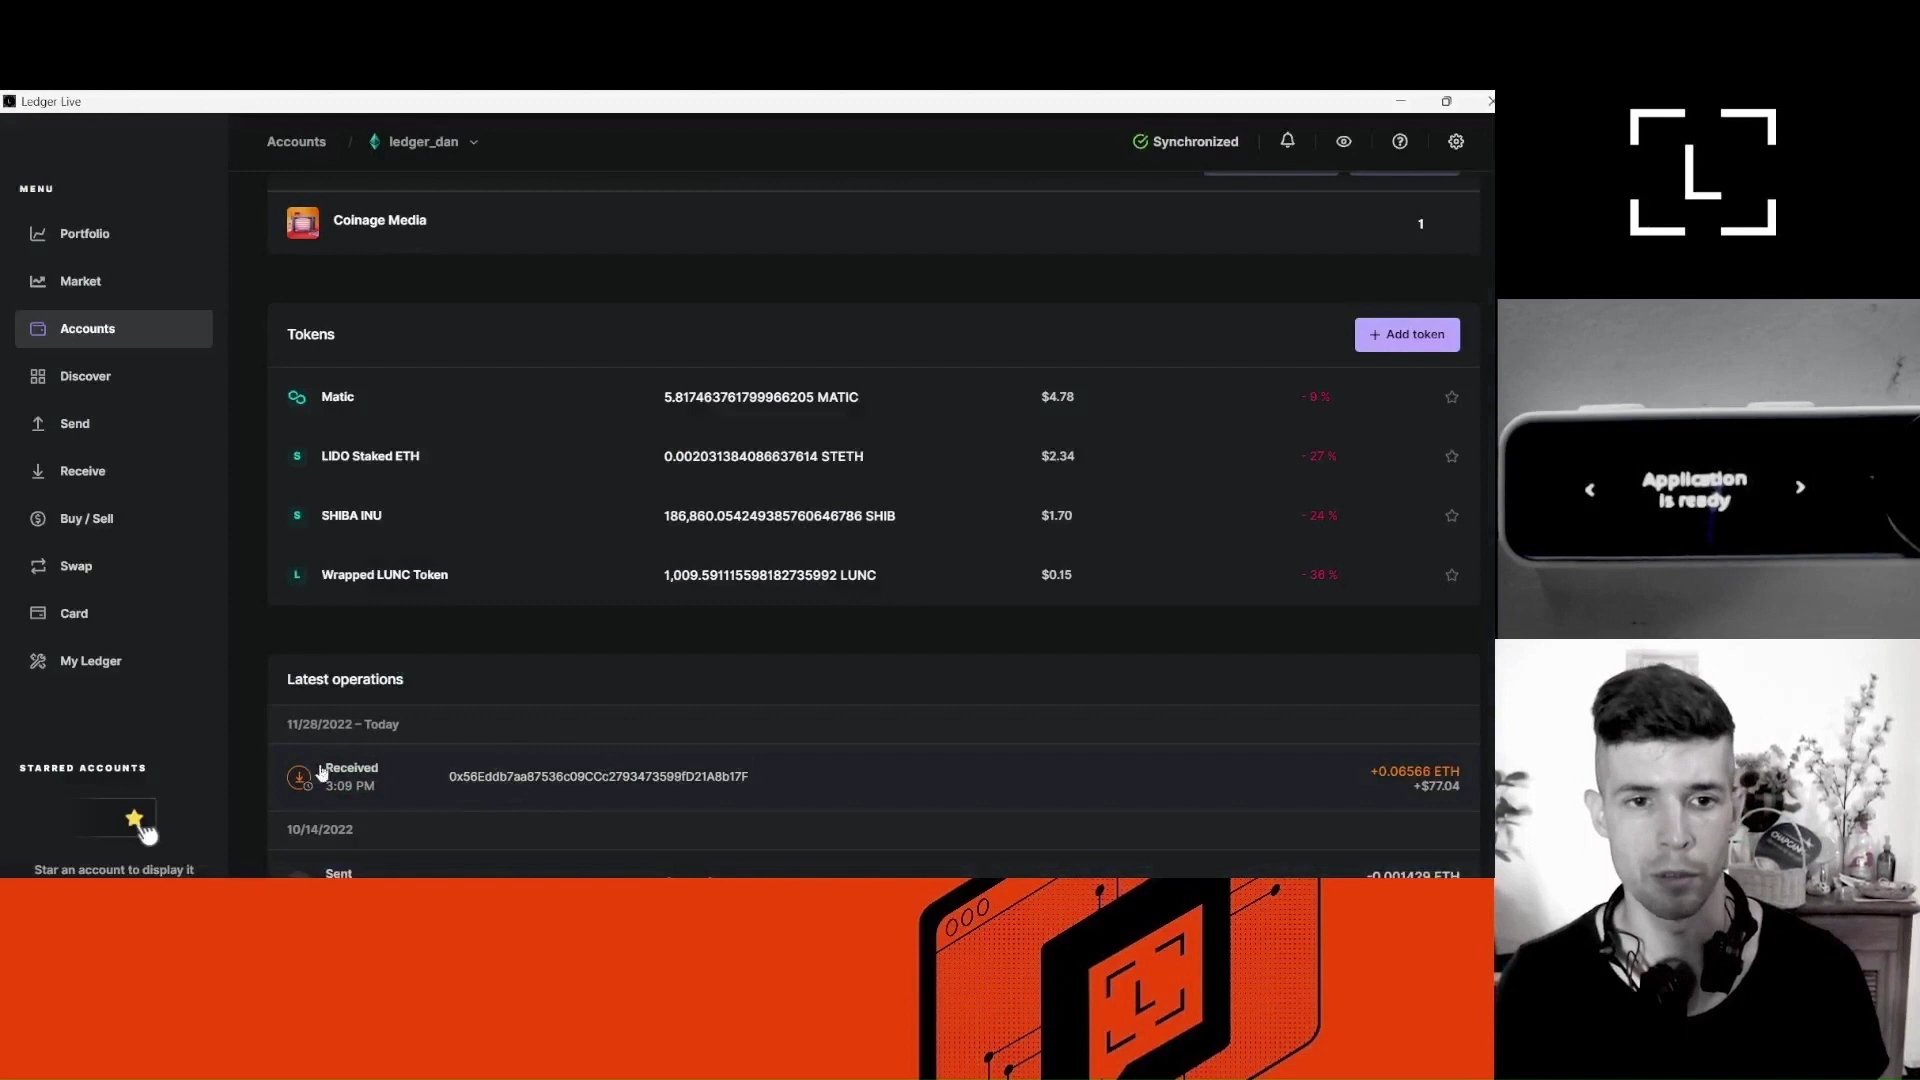 Ledger Live
Accounts / ledger_dan
Synchronized
MENU
Portfolio
Market
Accounts
Discover
Send
Receive
Buy / Sell
Swap
Card
My Ledger
STARRED ACCOUNTS
Star an account to display it
Coinage Media 1
Tokens
+ Add token
Matic 5.817463761799966205 MATIC $4.78 - 9 %
S LIDO Staked ETH 0.002031384086637614 STETH $2.34 - 27 %
S SHIBA INU 186,860.054249385760646786 SHIB $1.70 - 24 %
L Wrapped LUNC Token 1,009.591115598182735992 LUNC $0.15 - 36 %
Latest operations
11/28/2022 – Today
Received 0x56Eddb7aa87536c09CCc2793473599fD21A8b17F +0.06566 ETH
3:09 PM +$77.04
10/14/2022
Sent -0.001429 ETH
L
Application
is ready
L